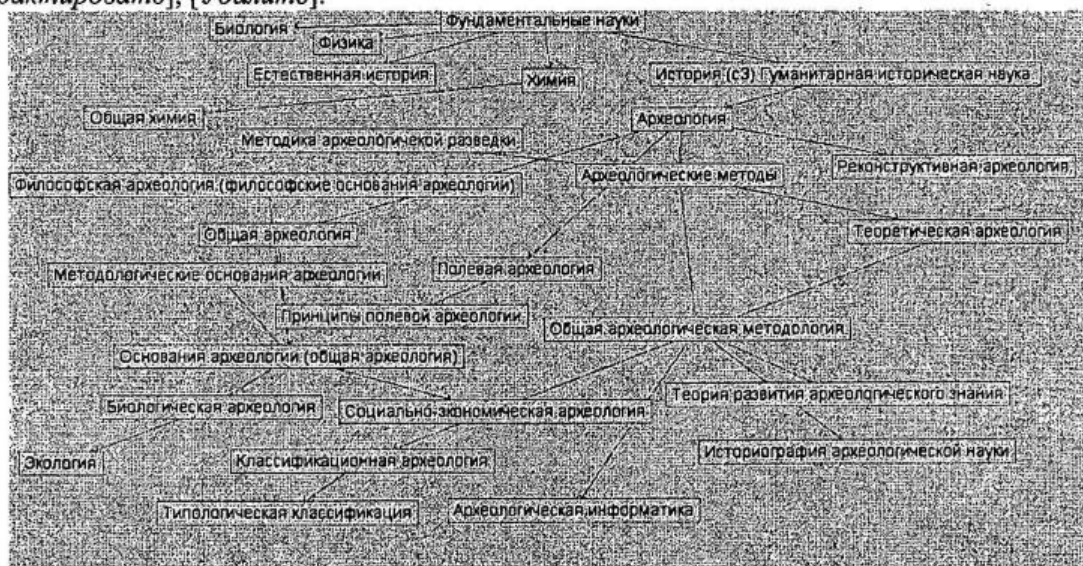 актировать], [Удалить].
Фундаментальные науки
Биология
Физика
Естественная история
Химия
История (с3) Гуманитарная историческая наука
Общая химия
Археология
Методика археологичекой разведки
Реконструктивная археология
Философская археология (философские основания археологии)
Археологические методы
Общая археология
Теоретическая археология
Методологические основания археологии
Полевая археология
Принципы полевой археологии
Общая археологическая методология
Основания археологии (общая археология)
Теория развития археологического знания
Биологическая археология
Социально-экономическая археология
Историография археологической науки
Экология
Классификационная археология
Типологическая классификация
Археологическая информатика